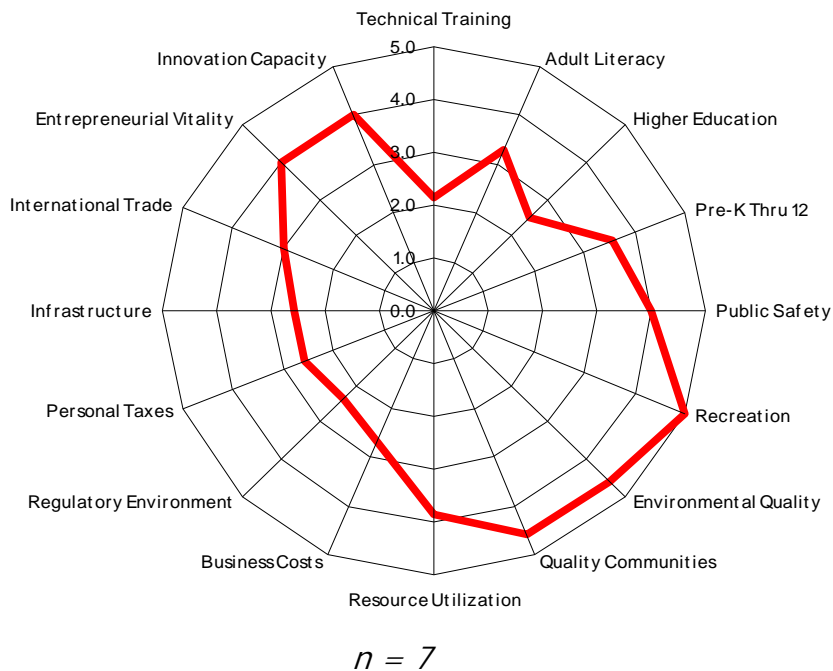 Technical Training
5.0
Innovation Capacity
Adult Literacy
4.0
Entrepreneurial Vitality
Higher Education
3.0
International Trade
2.0
Pre-K Thru 12
1.0
Infrastructure
0.0
Public Safety
Personal Taxes
Recreation
Regulatory Environment
Environmental Quality
Business Costs
Quality Communities
Resource Utilization
n = 7